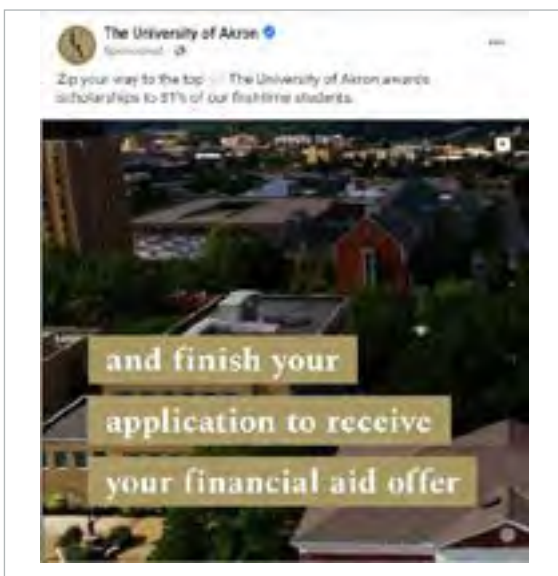 The University of Akron
Sponsored ·
Zip your way to the top The University of Akron awards
scholarships to of our first-time students.
and finish your
application to receive
your financial aid offer